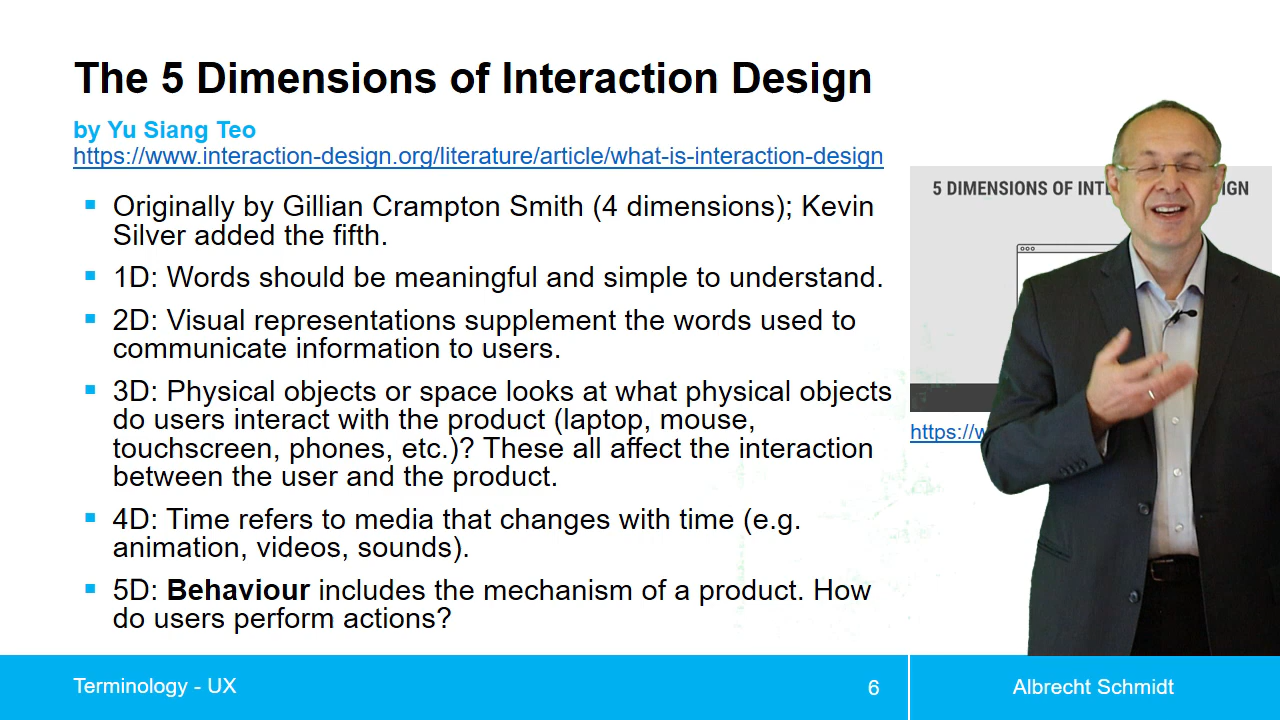 The 5 Dimensions of Interaction Design
by Yu Siang Teo
https://www.interaction-design.org/literature/article/what-is-interaction-design
▪ Originally by Gillian Crampton Smith (4 dimensions); Kevin
Silver added the fifth.
▪ 1D: Words should be meaningful and simple to understand.
▪ 2D: Visual representations supplement the words used to
communicate information to users.
▪ 3D: Physical objects or space looks at what physical objects
do users interact with the product (laptop, mouse,
touchscreen, phones, etc.)? These all affect the interaction
between the user and the product.
▪ 4D: Time refers to media that changes with time (e.g.
animation, videos, sounds).
▪ 5D: Behaviour includes the mechanism of a product. How
do users perform actions?
5 DIMENSIONS OF
https://w
Terminology - UX
6
Albrecht Schmidt